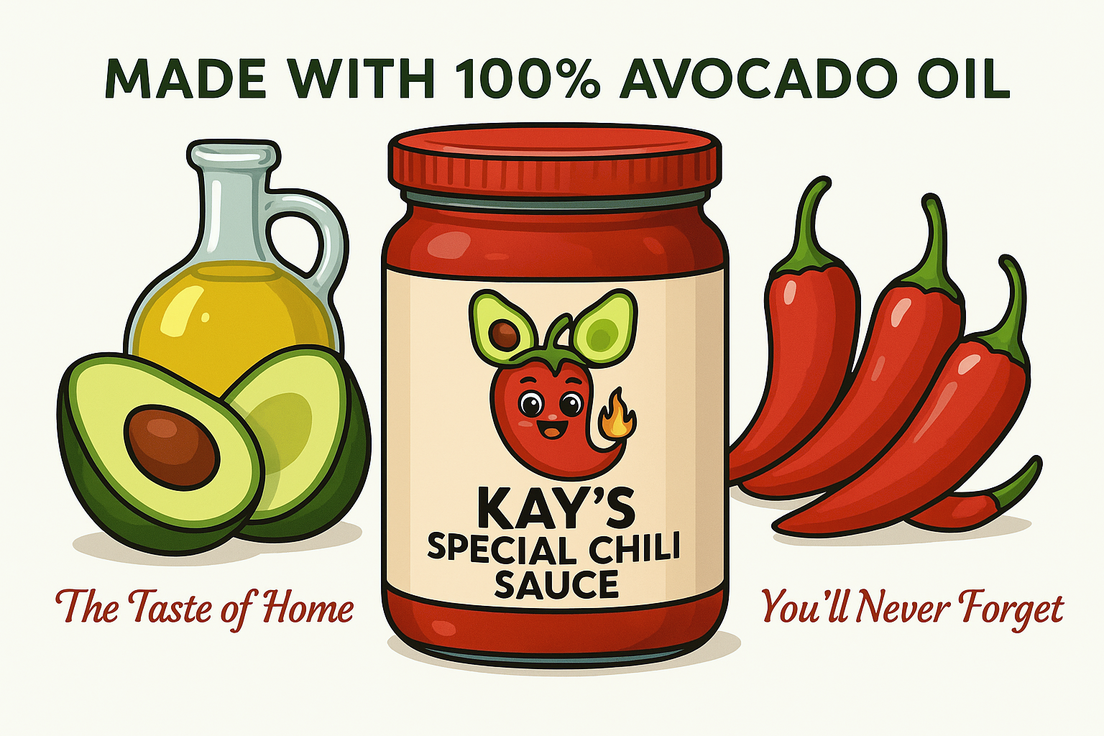 MADE WITH 100% AVOCADO OIL
KAY'S
SPECIAL CHILI
SAUCE
The Taste of Home
You'll Never Forget